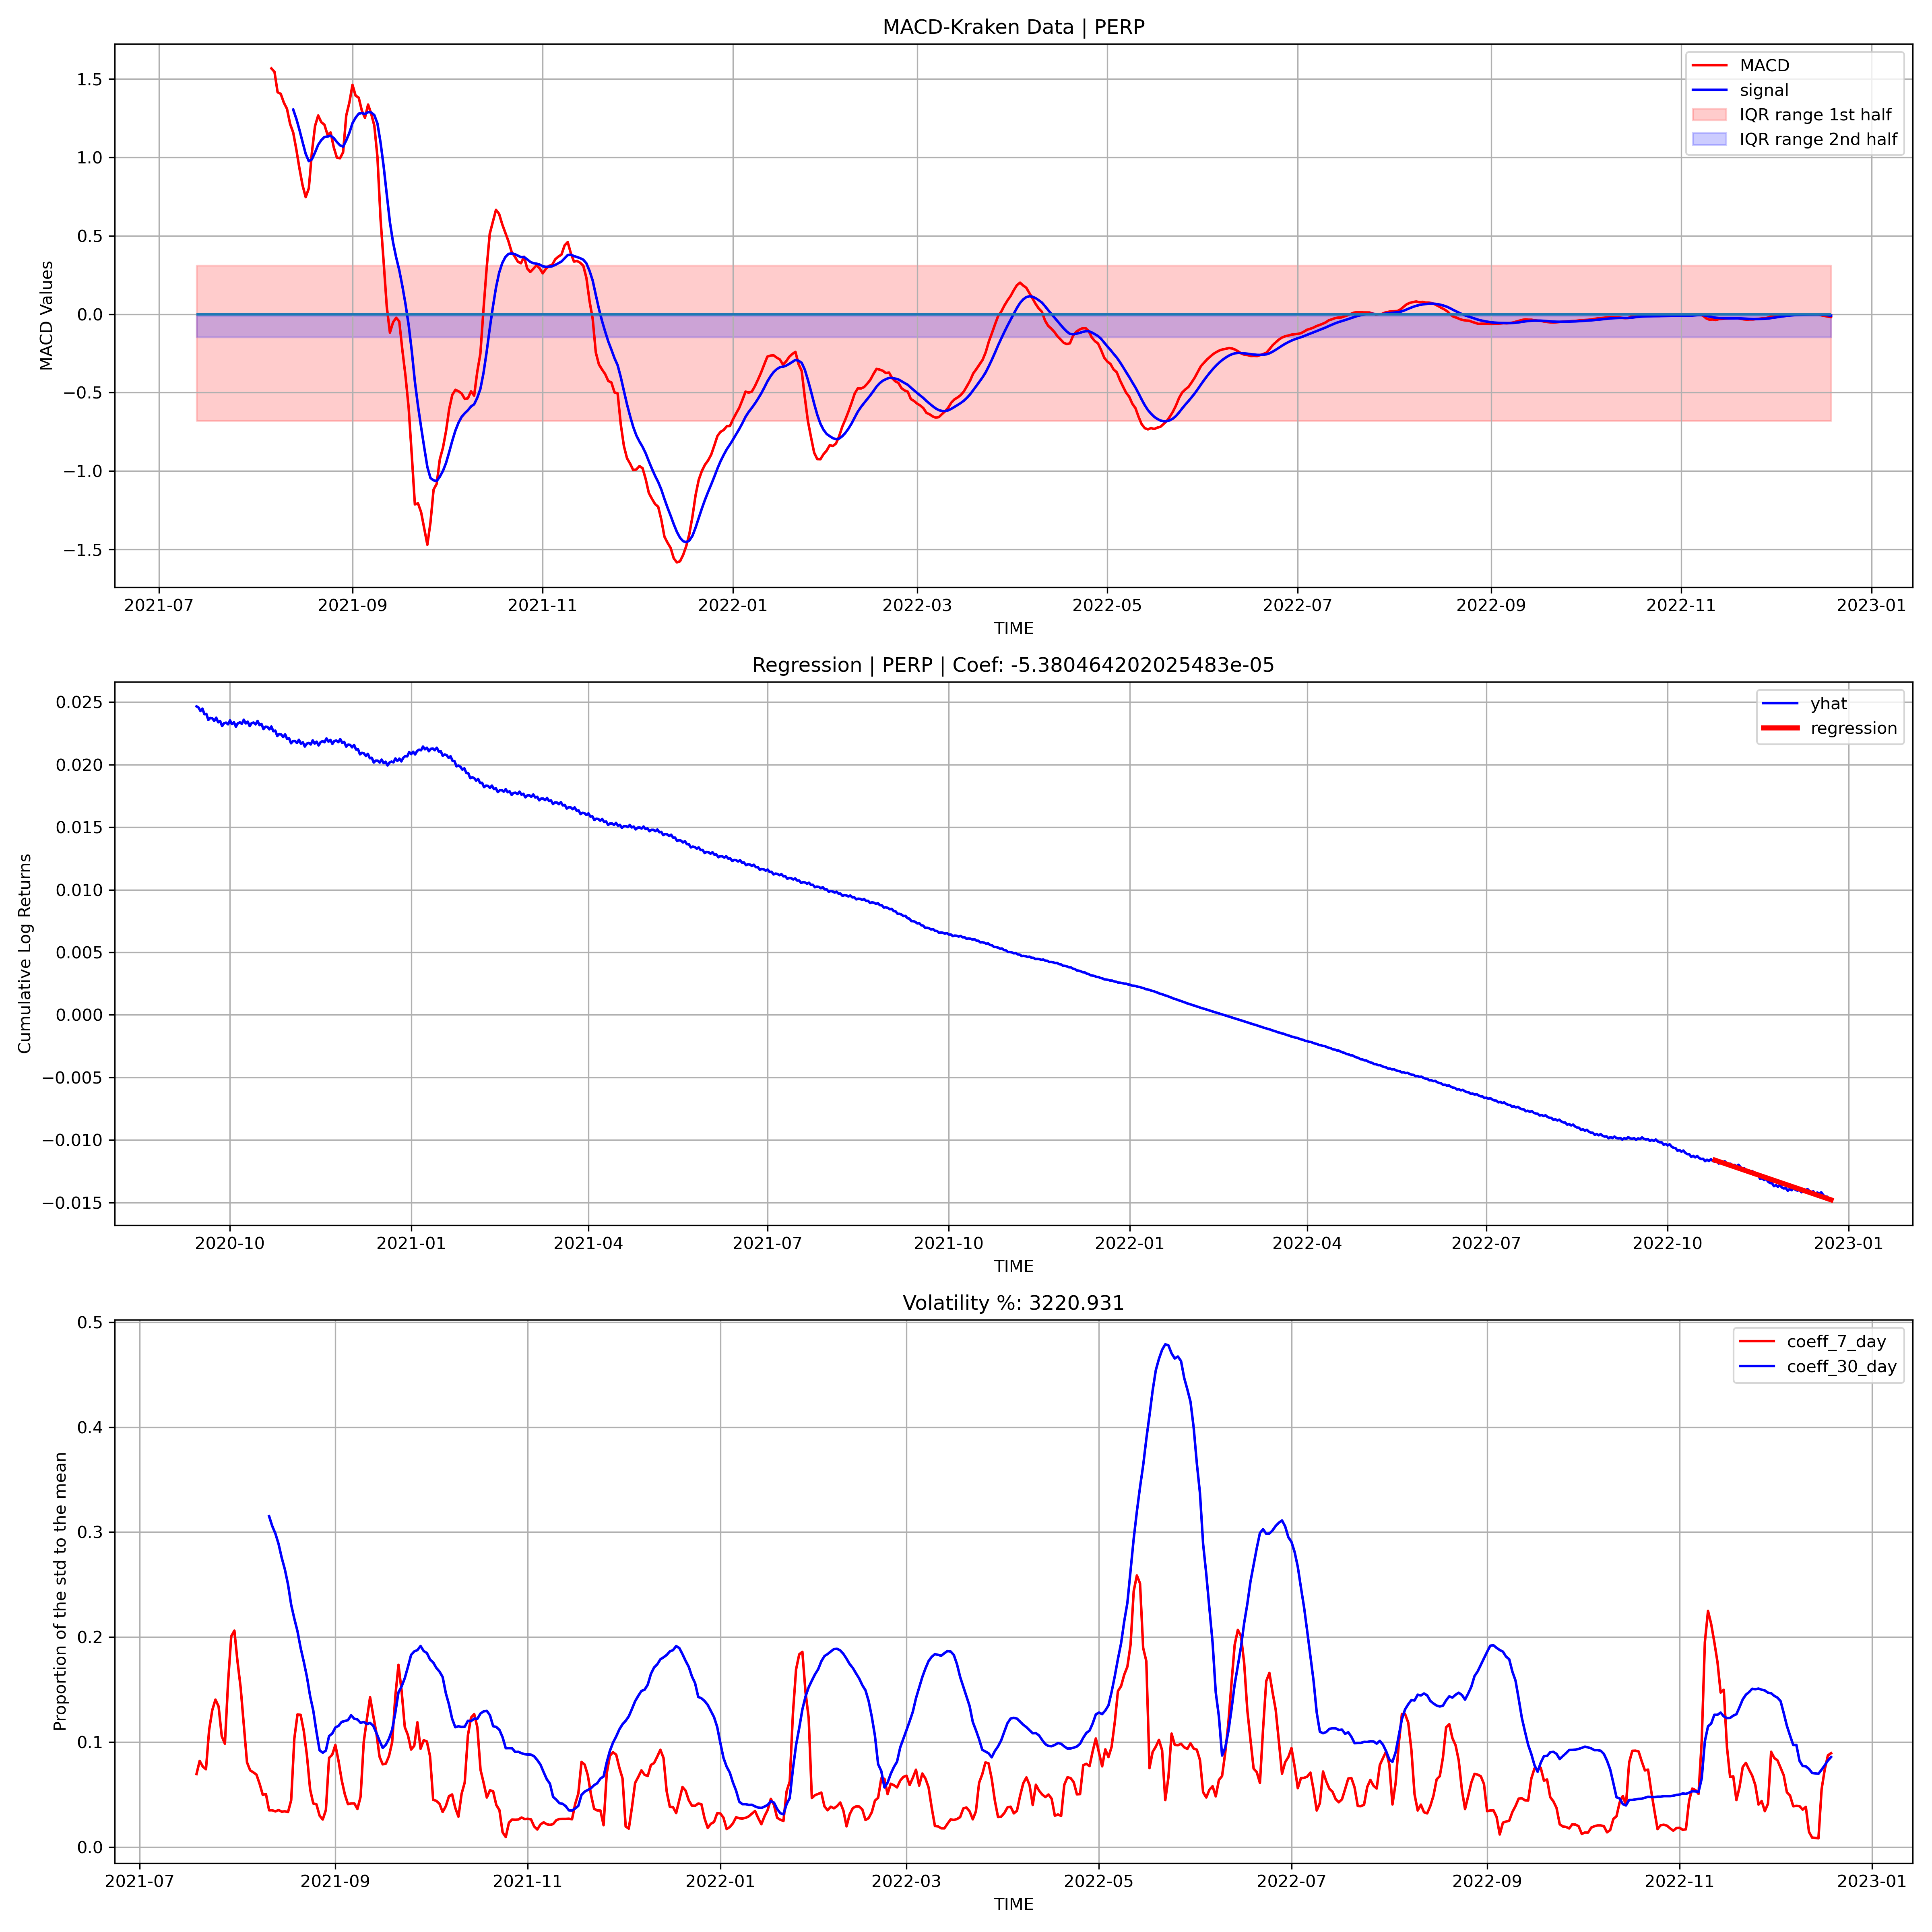 MACD-Kraken Data | PERP
MACD
signal
IQR range 1st half
IQR range 2nd half
MACD Values
1.5
1.0
0.5
0.0
−0.5
−1.0
−1.5
2021-07 2021-09 2021-11 2022-01 2022-03 2022-05 2022-07 2022-09 2022-11 2023-01
TIME
Regression | PERP | Coef: -5.380464202025483e-05
yhat
regression
Cumulative Log Returns
0.025
0.020
0.015
0.010
0.005
0.000
−0.005
−0.010
−0.015
2020-10 2021-01 2021-04 2021-07 2021-10 2022-01 2022-04 2022-07 2022-10 2023-01
TIME
Volatility %: 3220.931
coeff_7_day
coeff_30_day
Proportion of the std to the mean
0.5
0.4
0.3
0.2
0.1
0.0
2021-07 2021-09 2021-11 2022-01 2022-03 2022-05 2022-07 2022-09 2022-11 2023-01
TIME